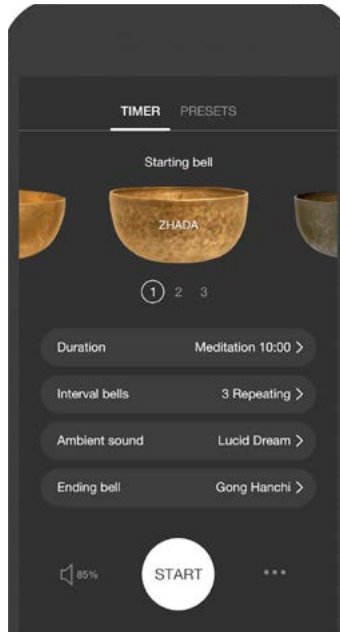 TIMER PRESETS
Starting bell
ZHADA
1 2 3
Duration Meditation 10:00 >
Interval bells 3 Repeating >
Ambient sound Lucid Dream >
Ending bell Gong Hanchi >
85% START •••